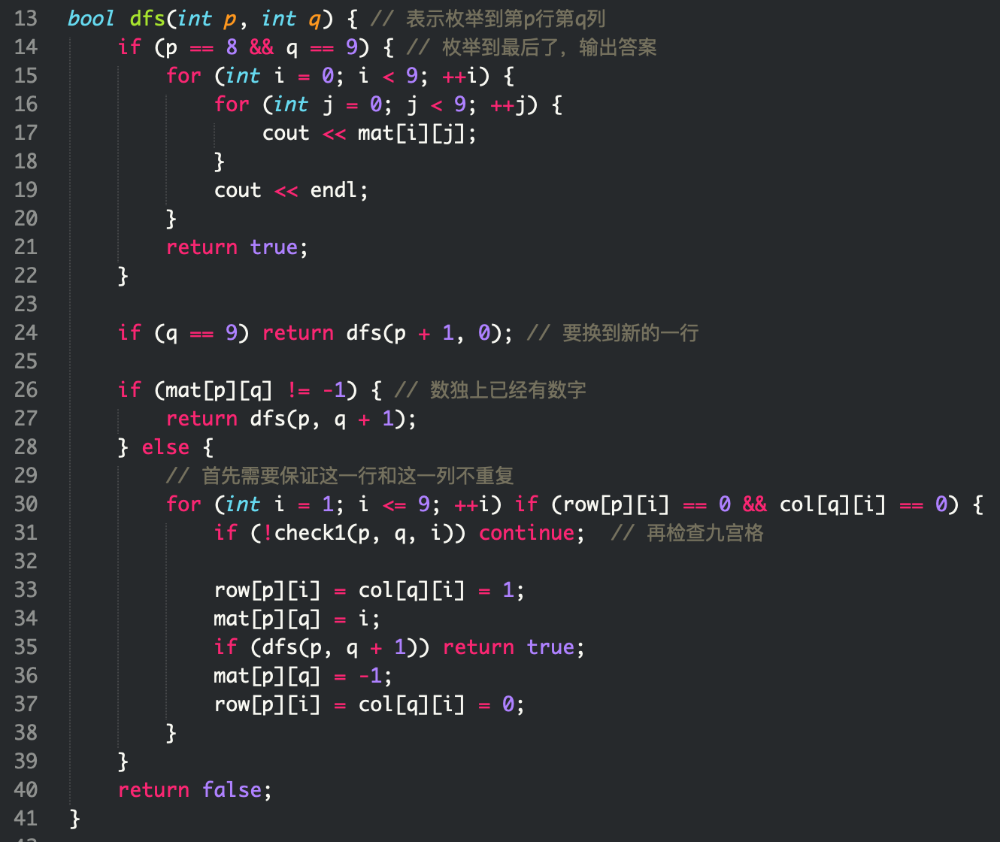 13 bool dfs(int p, int q) { // 表示枚举到第p行第q列
14 if (p == 8 && q == 9) { // 枚举到最后了，输出答案
15 for (int i = 0; i < 9; ++i) {
16 for (int j = 0; j < 9; ++j) {
17 cout << mat[i][j];
18 }
19 cout << endl;
20 }
21 return true;
22 }
23
24 if (q == 9) return dfs(p + 1, 0); // 要换到新的一行
25
26 if (mat[p][q] != -1) { // 数独上已经有数字
27 return dfs(p, q + 1);
28 } else {
29 // 首先需要保证这一行和这一列不重复
30 for (int i = 1; i <= 9; ++i) if (row[p][i] == 0 && col[q][i] == 0) {
31 if (!check1(p, q, i)) continue; // 再检查九宫格
32
33 row[p][i] = col[q][i] = 1;
34 mat[p][q] = i;
35 if (dfs(p, q + 1)) return true;
36 mat[p][q] = -1;
37 row[p][i] = col[q][i] = 0;
38 }
39 }
40 return false;
41 }